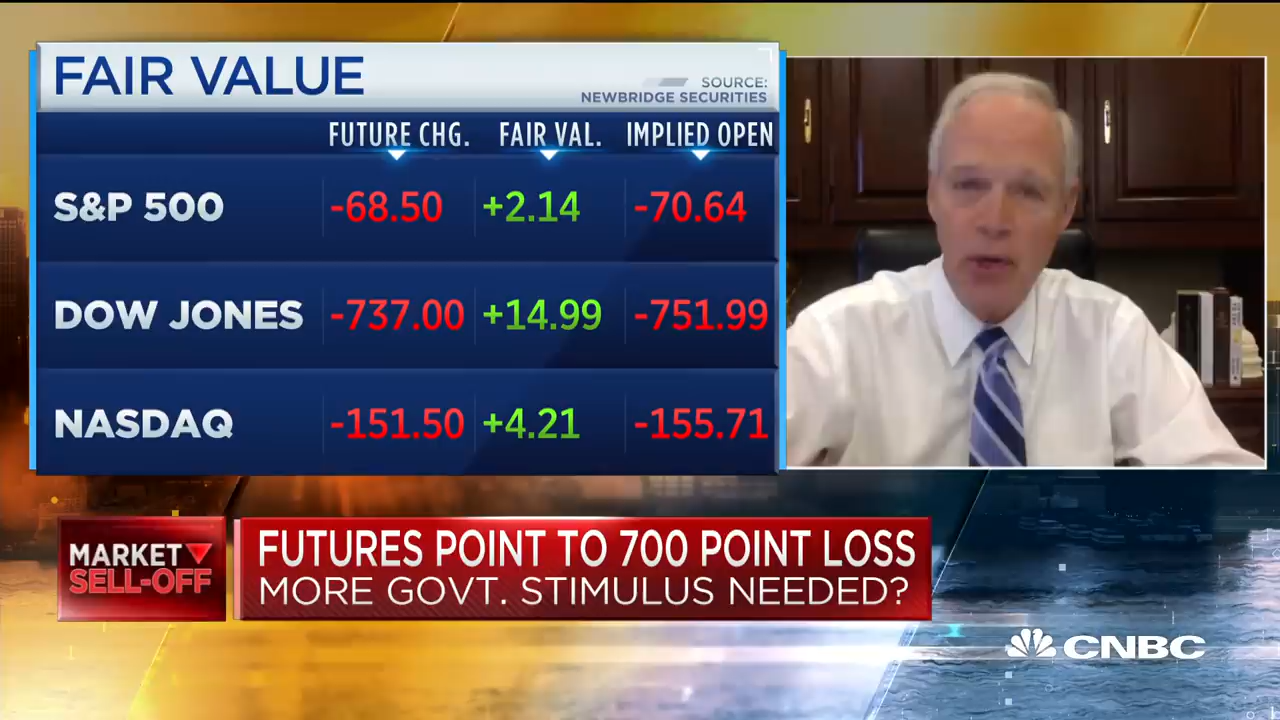 FAIR VALUE
SOURCE:
NEWBRIDGE SECURITIES
FUTURE CHG. FAIR VAL. IMPLIED OPEN
S&P 500 -68.50 +2.14 -70.64
DOW JONES -737.00 +14.99 -751.99
NASDAQ -151.50 +4.21 -155.71
MARKET
SELL-OFF
FUTURES POINT TO 700 POINT LOSS
MORE GOVT. STIMULUS NEEDED?
CNBC